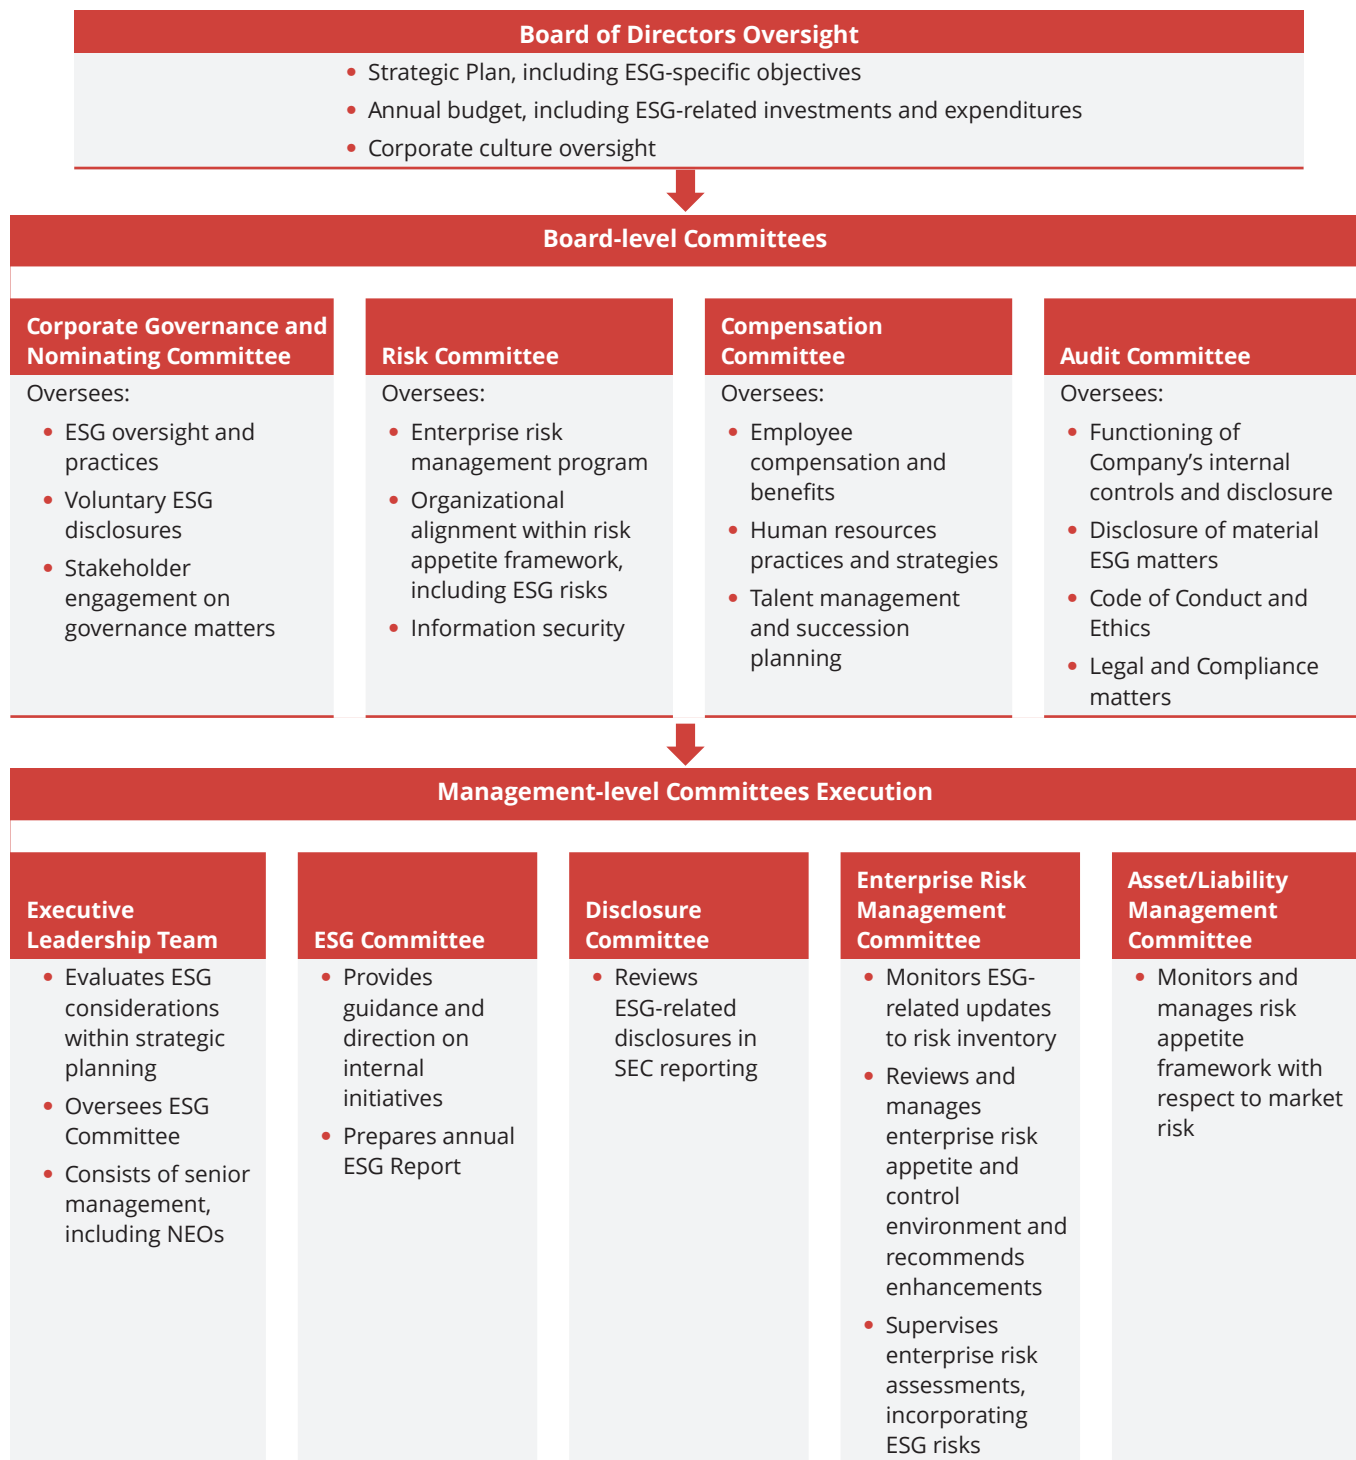 Board of Directors Oversight
• Strategic Plan, including ESG-specific objectives
• Annual budget, including ESG-related investments and expenditures
• Corporate culture oversight
Board-level Committees
Corporate Governance and
Nominating Committee
Oversees:
• ESG oversight and
practices
• Voluntary ESG
disclosures
• Stakeholder
engagement on
governance matters
Risk Committee
Oversees:
• Enterprise risk
management program
• Organizational
alignment within risk
appetite framework,
including ESG risks
• Information security
Compensation
Committee
Oversees:
• Employee
compensation and
benefits
• Human resources
practices and strategies
• Talent management
and succession
planning
Audit Committee
Oversees:
• Functioning of
Company’s internal
controls and disclosure
• Disclosure of material
ESG matters
• Code of Conduct and
Ethics
• Legal and Compliance
matters
Management-level Committees Execution
Executive
Leadership Team
• Evaluates ESG
considerations
within strategic
planning
• Oversees ESG
Committee
• Consists of senior
management,
including NEOs
ESG Committee
• Provides
guidance and
direction on
internal
initiatives
• Prepares annual
ESG Report
Disclosure
Committee
• Reviews
ESG-related
disclosures in
SEC reporting
Enterprise Risk
Management
Committee
• Monitors ESG-
related updates
to risk inventory
• Reviews and
manages
enterprise risk
appetite and
control
environment and
recommends
enhancements
• Supervises
enterprise risk
assessments,
incorporating
ESG risks
Asset/Liability
Management
Committee
• Monitors and
manages risk
appetite
framework with
respect to market
risk